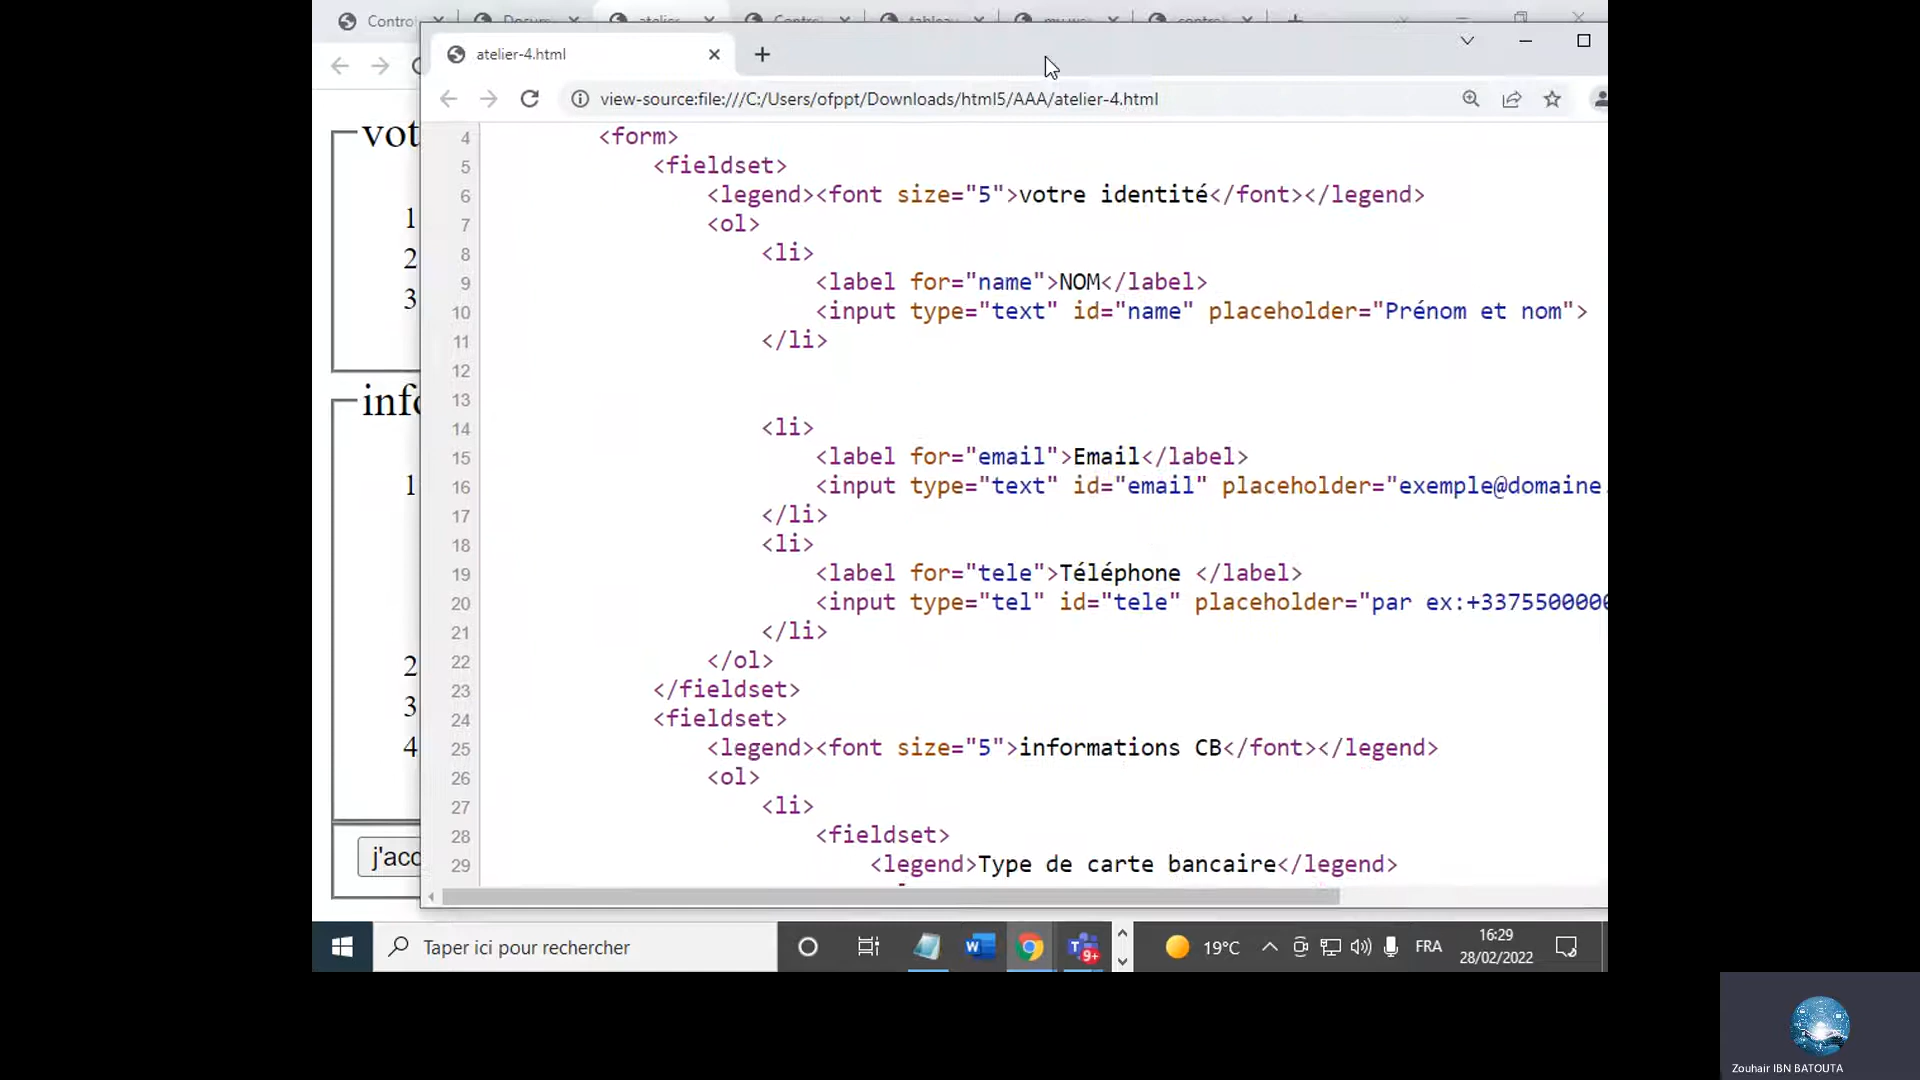 Contro
atelier-4.html
view-source:file:///C:/Users/ofppt/Downloads/html5/AAA/atelier-4.html
vot
1
2
3
info
1
2
3
4
j'acc
4 <form>
5 <fieldset>
6 <legend><font size="5">votre identité</font></legend>
7 <ol>
8 <li>
9 <label for="name">NOM</label>
10 <input type="text" id="name" placeholder="Prénom et nom">
11 </li>
12
13
14 <li>
15 <label for="email">Email</label>
16 <input type="text" id="email" placeholder="exemple@domaine.
17 </li>
18 <li>
19 <label for="tele">Téléphone </label>
20 <input type="tel" id="tele" placeholder="par ex:+3375500000
21 </li>
22 </ol>
23 </fieldset>
24 <fieldset>
25 <legend><font size="5">informations CB</font></legend>
26 <ol>
27 <li>
28 <fieldset>
29 <legend>Type de carte bancaire</legend>
Taper ici pour rechercher
9+
19°C
FRA
16:29
28/02/2022
Zouhair IBN BATOUTA